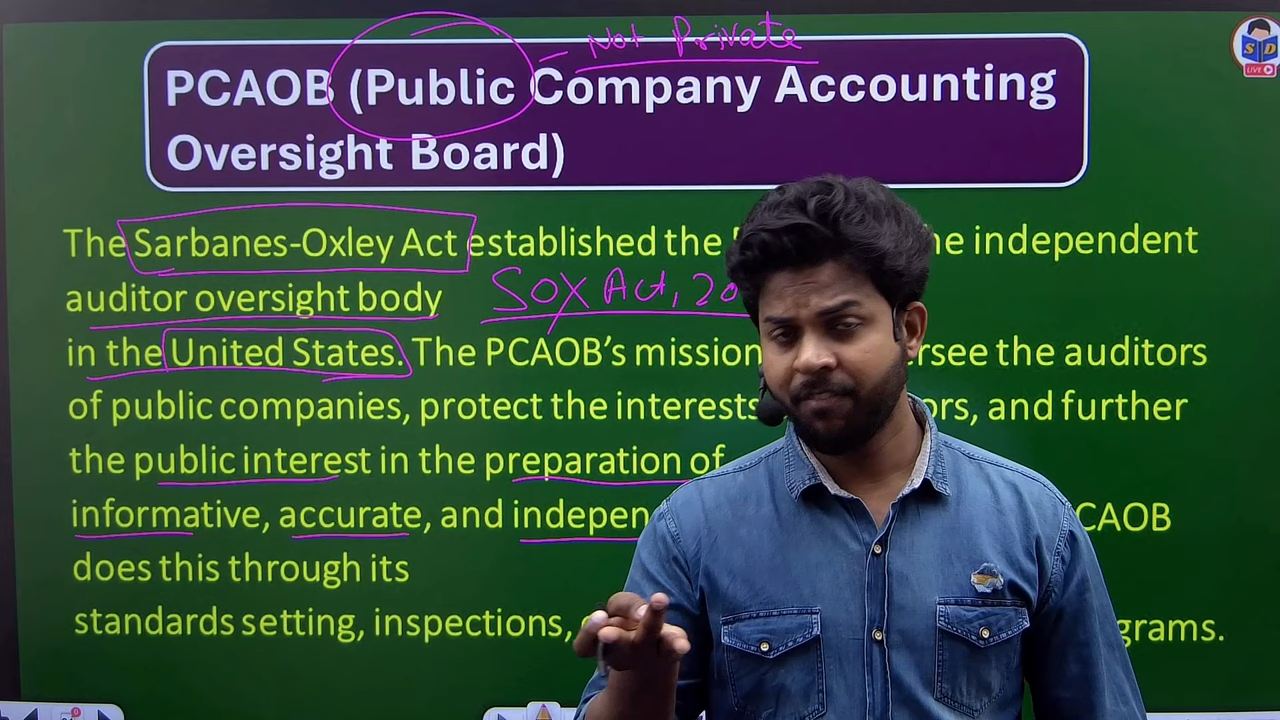 Not Private
PCAOB (Public Company Accounting
Oversight Board)
S D
LIVE
The Sarbanes-Oxley Act established the he independent
auditor oversight body
SOX Act, 20
in the United States. The PCAOB’s mission rsee the auditors
of public companies, protect the interests ors, and further
the public interest in the preparation of
informative, accurate, and indepen CAOB
does this through its
standards setting, inspections, grams.